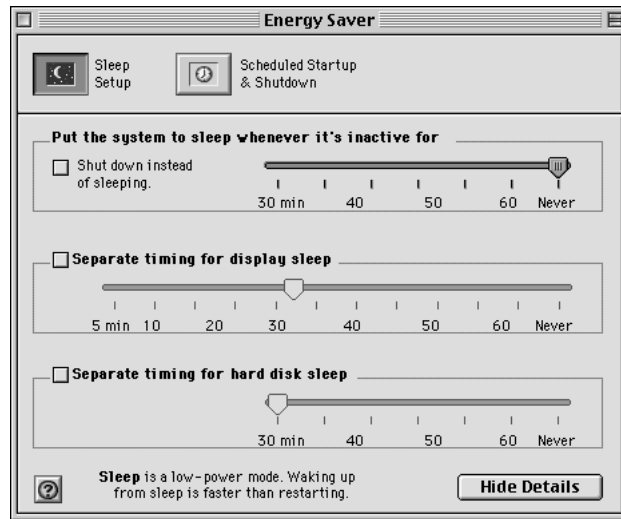 Energy Saver
Sleep
Setup
Scheduled Startup
& Shutdown
Put the system to sleep whenever it's inactive for
Shut down instead
of sleeping.
30 min 40 50 60 Never
Separate timing for display sleep
5 min 10 20 30 40 50 60 Never
Separate timing for hard disk sleep
30 min 40 50 60 Never
Sleep is a low-power mode. Waking up
from sleep is faster than restarting.
Hide Details